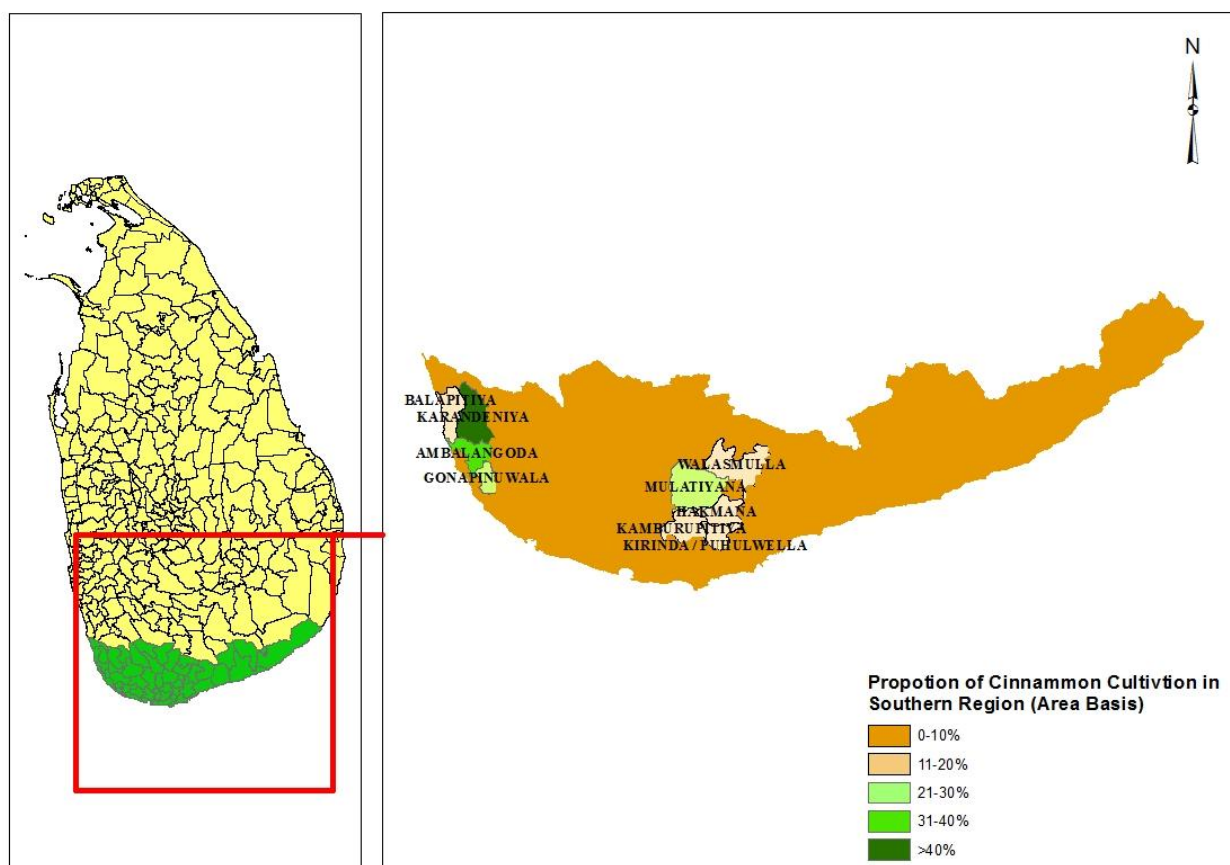 N
BALAPITIYA
KARANDENIYA
AMBALANGODA
GONAPINUWALA
WALASMULLA
MULATIYANA
HAKMANA
KAMBURUPITIYA
KIRINDA / PUHULWELLA
Propotion of Cinnammon Cultivtion in
Southern Region (Area Basis)
0-10%
11-20%
21-30%
31-40%
>40%